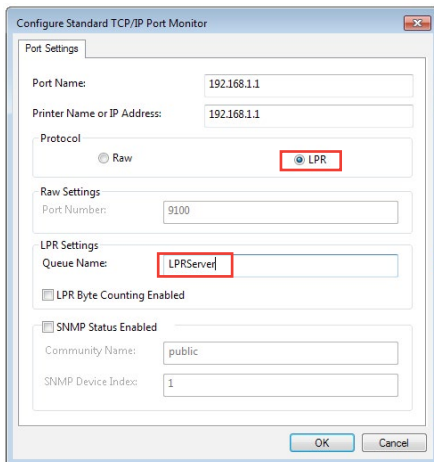 Configure Standard TCP/IP Port Monitor
Port Settings
Port Name: 192.168.1.1
Printer Name or IP Address: 192.168.1.1
Protocol
Raw LPR
Raw Settings
Port Number: 9100
LPR Settings
Queue Name: LPRServer
LPR Byte Counting Enabled
SNMP Status Enabled
Community Name: public
SNMP Device Index: 1
OK Cancel